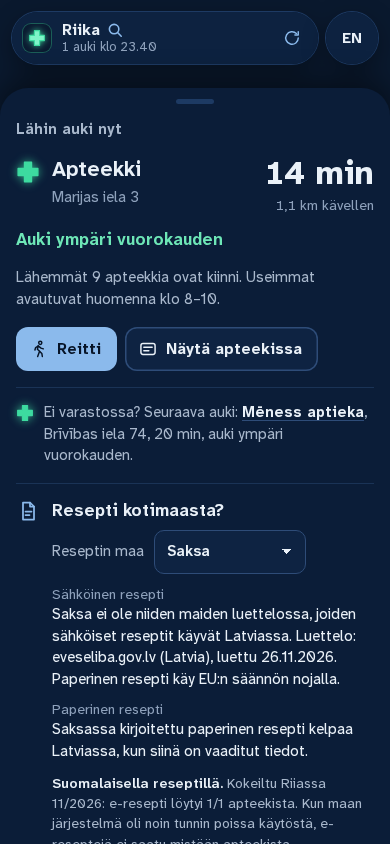 Riika
1 auki klo 23.40
EN
Lähin auki nyt
Apteekki
14 min
Marijas iela 3
1,1 km kävellen
Auki ympäri vuorokauden
Lähemmät 9 apteekkia ovat kiinni. Useimmat
avautuvat huomenna klo 8–10.
Reitti
Näytä apteekissa
Ei varastossa? Seuraava auki: Mēness aptieka,
Brīvības iela 74, 20 min, auki ympäri
vuorokauden.
Resepti kotimaasta?
Reseptin maa
Saksa
Sähköinen resepti
Saksa ei ole niiden maiden luettelossa, joiden
sähköiset reseptit käyvät Latviassa. Luettelo:
eveseliba.gov.lv (Latvia), luettu 26.11.2026.
Paperinen resepti käy EU:n säännön nojalla.
Paperinen resepti
Saksassa kirjoitettu paperinen resepti kelpaa
Latviassa, kun siinä on vaaditut tiedot.
Suomalaisella reseptillä. Kokeiltu Riiassa
11/2026: e-resepti löytyi 1/1 apteekista. Kun maan
järjestelmä oli noin tunnin poissa käytöstä, e-
reseptejä ei saatu mistään apteekista.